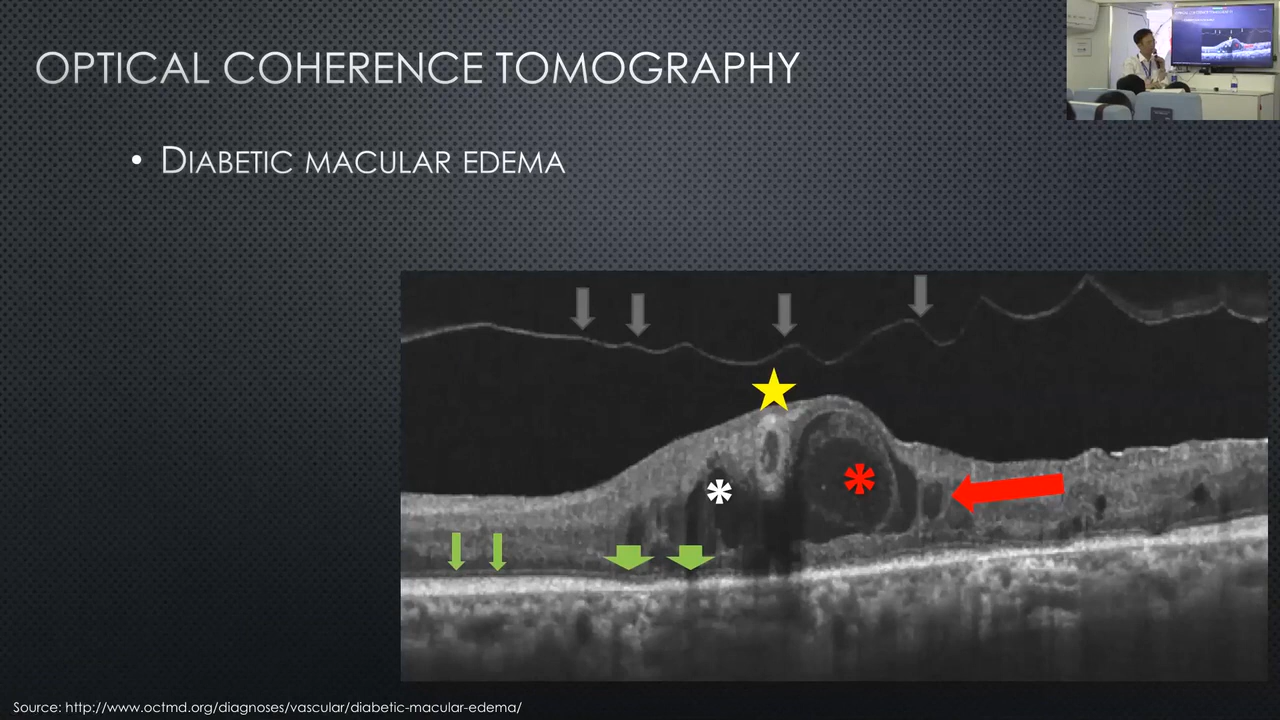 OPTICAL COHERENCE TOMOGRAPHY
• DIABETIC MACULAR EDEMA
Source: http://www.octmd.org/diagnoses/vascular/diabetic-macular-edema/